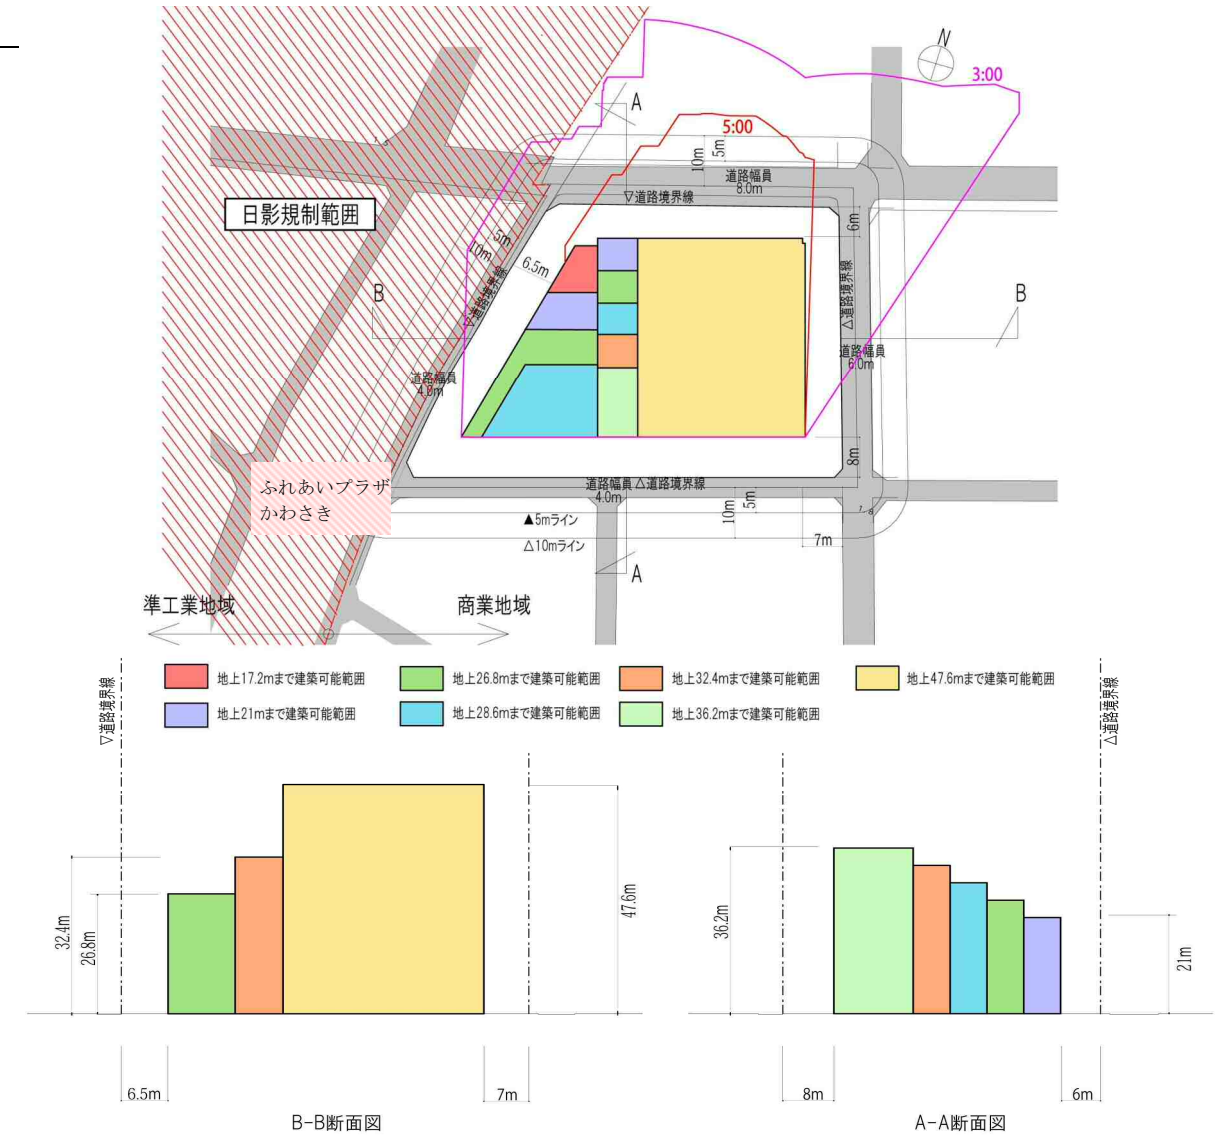 N
3:00
A
5:00
10m
5m
道路幅員
8.0m
▽道路境界線
日影規制範囲
6m
5m
10m
6.5m
▽道路境界線
△道路境界線
B
B
道路幅員
6.0m
道路幅員
4.0m
8m
ふれあいプラザ
かわさき
道路幅員 △道路境界線
4.0m
5m
10m
▲5mライン
△10mライン
7m
A
準工業地域
商業地域
地上17.2mまで建築可能範囲
地上26.8mまで建築可能範囲
地上32.4mまで建築可能範囲
地上47.6mまで建築可能範囲
地上21mまで建築可能範囲
地上28.6mまで建築可能範囲
地上36.2mまで建築可能範囲
▽道路境界線
△道路境界線
32.4m
26.8m
47.6m
36.2m
21m
6.5m
7m
8m
6m
B-B断面図
A-A断面図